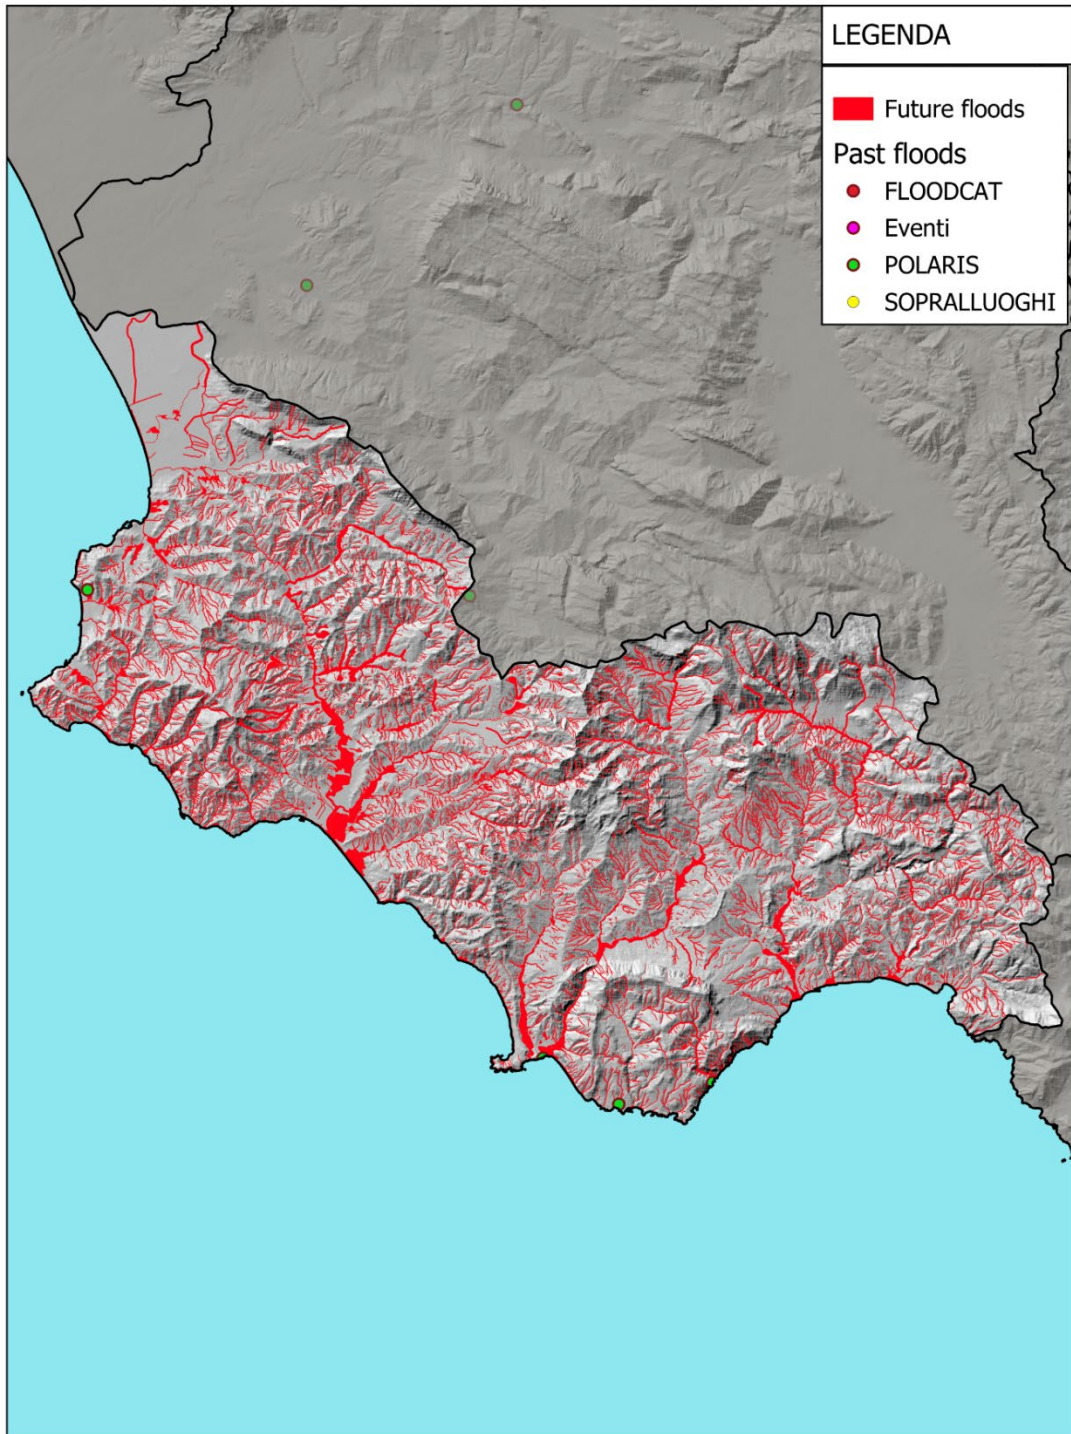 LEGENDA
Future floods
Past floods
FLOODCAT
Eventi
POLARIS
SOPRALLUOGHI